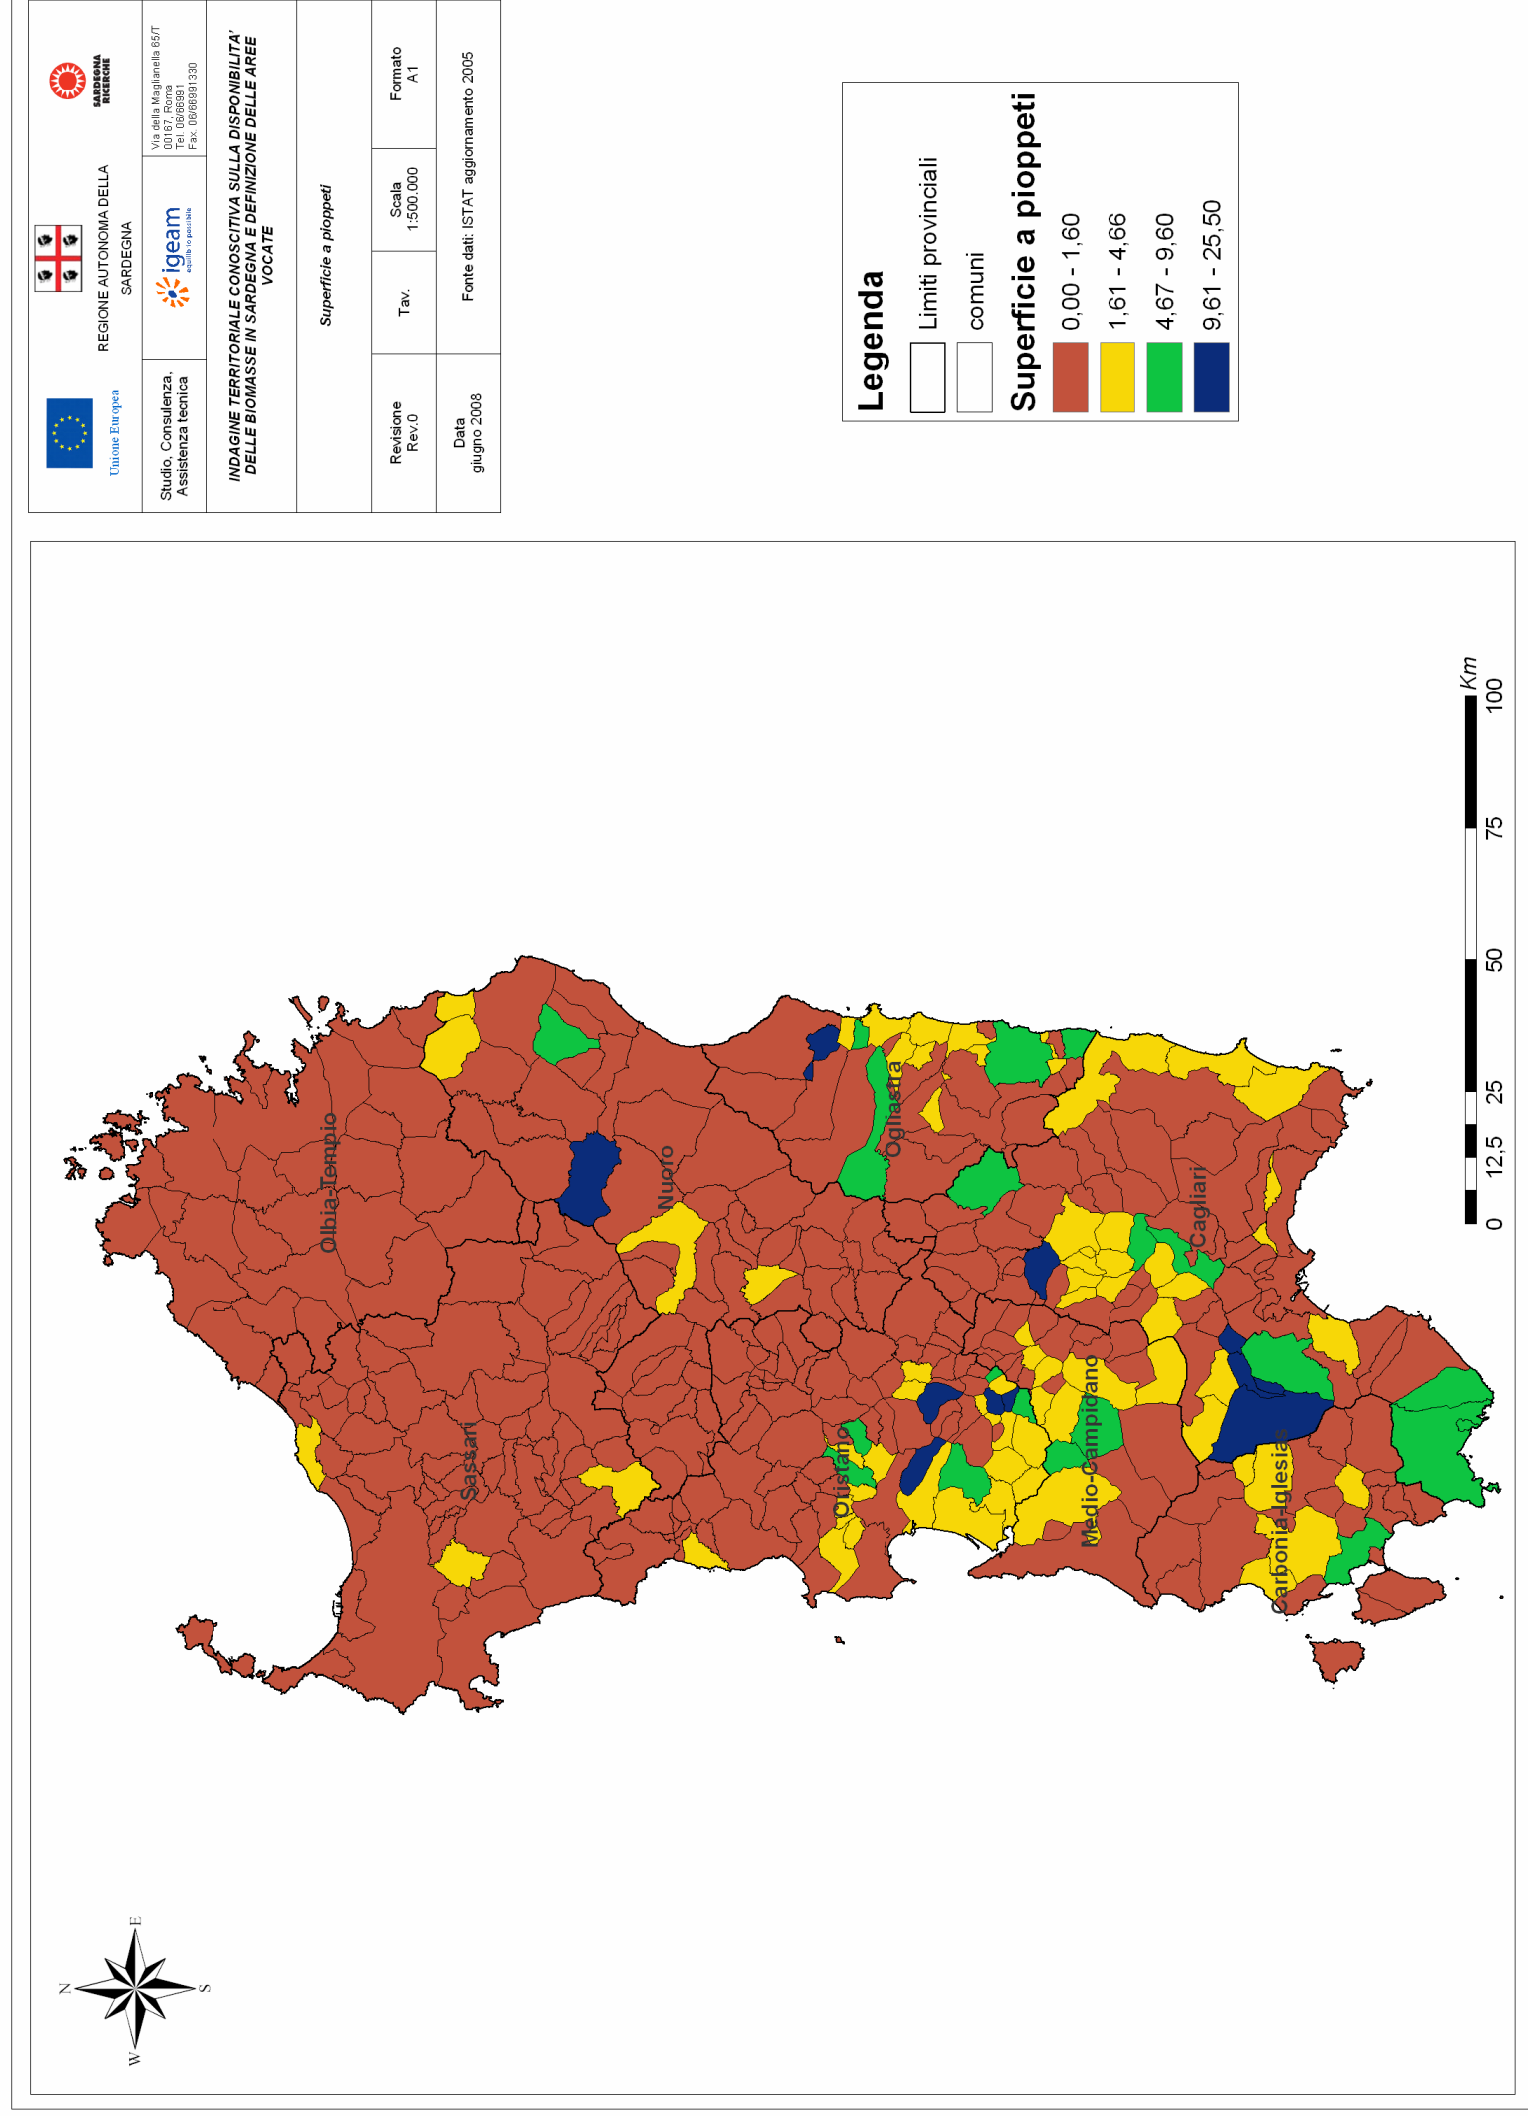 Unione Europea
REGIONE AUTONOMA DELLA
SARDEGNA
SARDEGNA
RICERCHE
Studio, Consulenza,
Assistenza tecnica
igeam
equilibrio possibile
Via della Maglianella 65/T
00167, Roma
Tel. 06/66991
Fax. 06/66991330
INDAGINE TERRITORIALE CONOSCITIVA SULLA DISPONIBILITA'
DELLE BIOMASSE IN SARDEGNA E DEFINIZIONE DELLE AREE
VOCATE
Superficie a pioppeti
Revisione
Rev.0
Tav.
Scala
1:500.000
Formato
A1
Data
giugno 2008
Fonte dati: ISTAT aggiornamento 2005
Legenda
Limiti provinciali
comuni
Superficie a pioppeti
0,00 - 1,60
1,61 - 4,66
4,67 - 9,60
9,61 - 25,50
N
W
E
S
Olbia-Tempio
Sassari
Nuoro
Oristano
Ogliastra
Medio-Campidano
Cagliari
Carbonia-Iglesias
Km
0 12,5 25 50 75 100